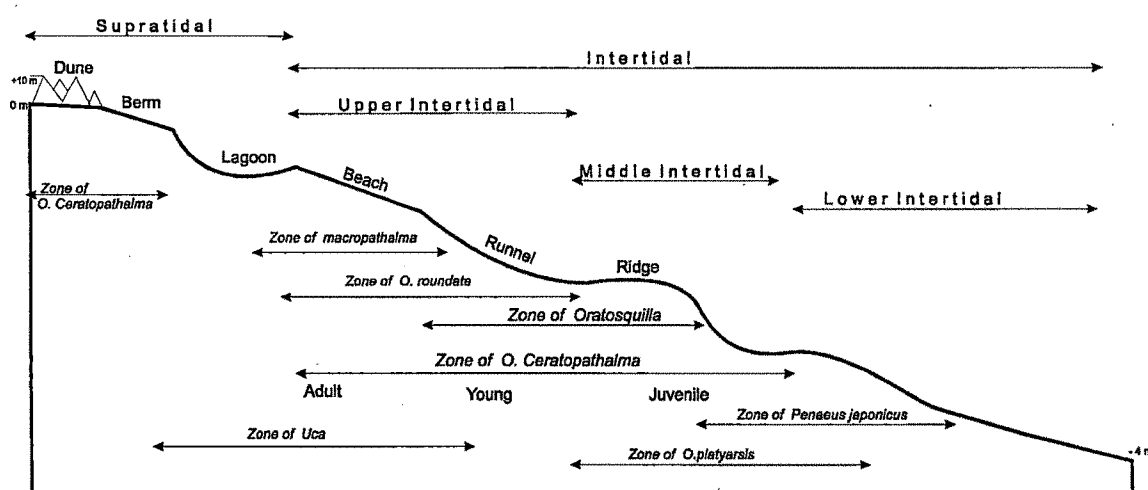 Supratidal
Intertidal
Dune
+10 m
0 m
Berm
Upper Intertidal
Lagoon
Beach
Middle Intertidal
Zone of
O. Ceratopathalma
Lower Intertidal
Zone of macropathalma
Runnel
Ridge
Zone of O. roundate
Zone of Oratosquilla
Zone of O. Ceratopathalma
Adult
Young
Juvenile
Zone of Penaeus japonicus
Zone of Uca
Zone of O.platyarsis
- 4 m